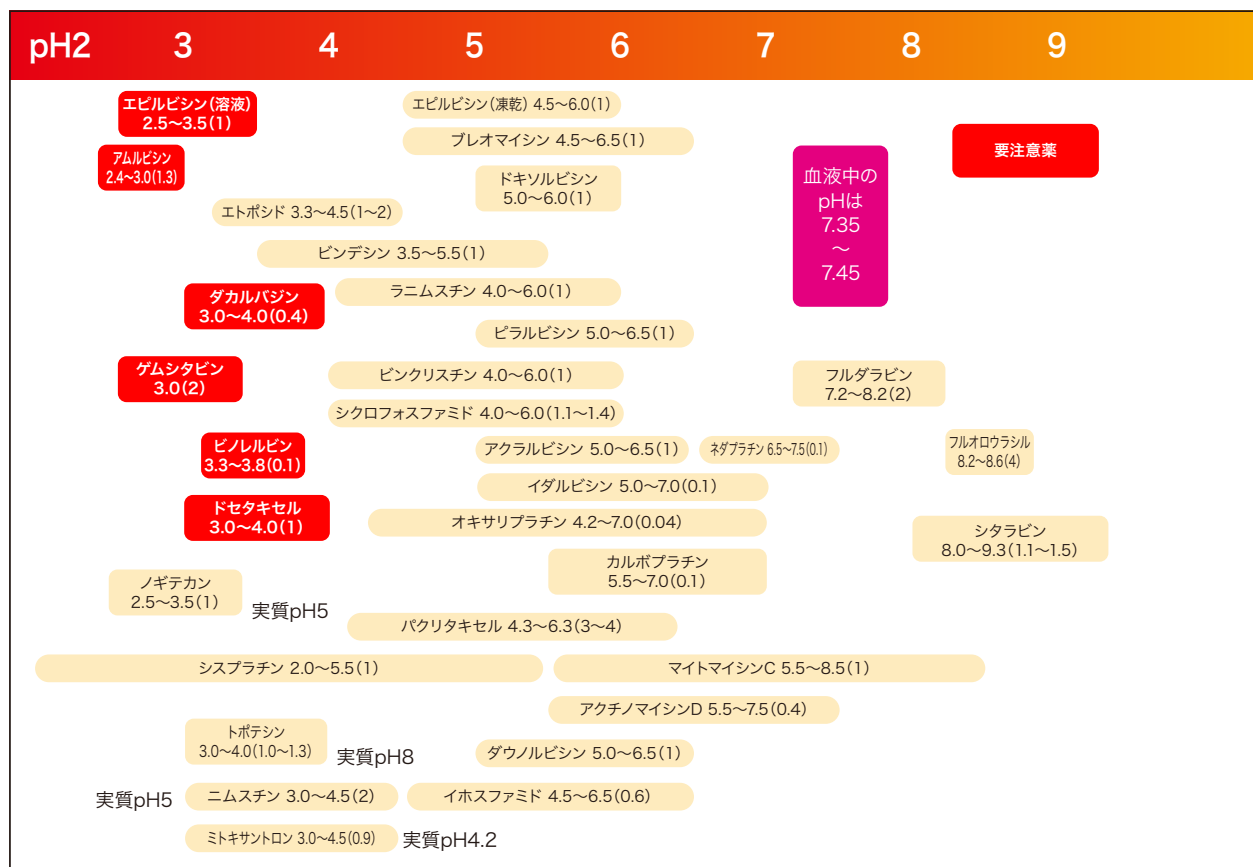 pH2 3 4 5 6 7 8 9
エピルビシン（溶液）
2.5～3.5（1）
エピルビシン（凍乾） 4.5～6.0（1）
ブレオマイシン 4.5～6.5（1）
要注意薬
アムルビシン
2.4～3.0（1.3）
血液中の
pHは
7.35
～
7.45
ドキソルビシン
5.0～6.0（1）
エトポシド 3.3～4.5（1～2）
ビンデシン 3.5～5.5（1）
ダカルバジン
3.0～4.0（0.4）
ラニムスチン 4.0～6.0（1）
ピラルビシン 5.0～6.5（1）
ゲムシタビン
3.0（2）
ビンクリスチン 4.0～6.0（1）
フルダラビン
7.2～8.2（2）
シクロフォスファミド 4.0～6.0（1.1～1.4）
ビノレルビン
3.3～3.8（0.1）
アクラルビシン 5.0～6.5（1）
ネダプラチン 6.5～7.5（0.1）
フルオロウラシル
8.2～8.6（4）
イダルビシン 5.0～7.0（0.1）
ドセタキセル
3.0～4.0（1）
オキサリプラチン 4.2～7.0（0.04）
シタラビン
8.0～9.3（1.1～1.5）
カルボプラチン
5.5～7.0（0.1）
ノギテカン
2.5～3.5（1）
実質pH5
パクリタキセル 4.3～6.3（3～4）
シスプラチン 2.0～5.5（1）
マイトマイシンC 5.5～8.5（1）
アクチノマイシンD 5.5～7.5（0.4）
トポテシン
3.0～4.0（1.0～1.3）
実質pH8
ダウノルビシン 5.0～6.5（1）
実質pH5
ニムスチン 3.0～4.5（2）
イホスファミド 4.5～6.5（0.6）
ミトキサントロン 3.0～4.5（0.9）
実質pH4.2